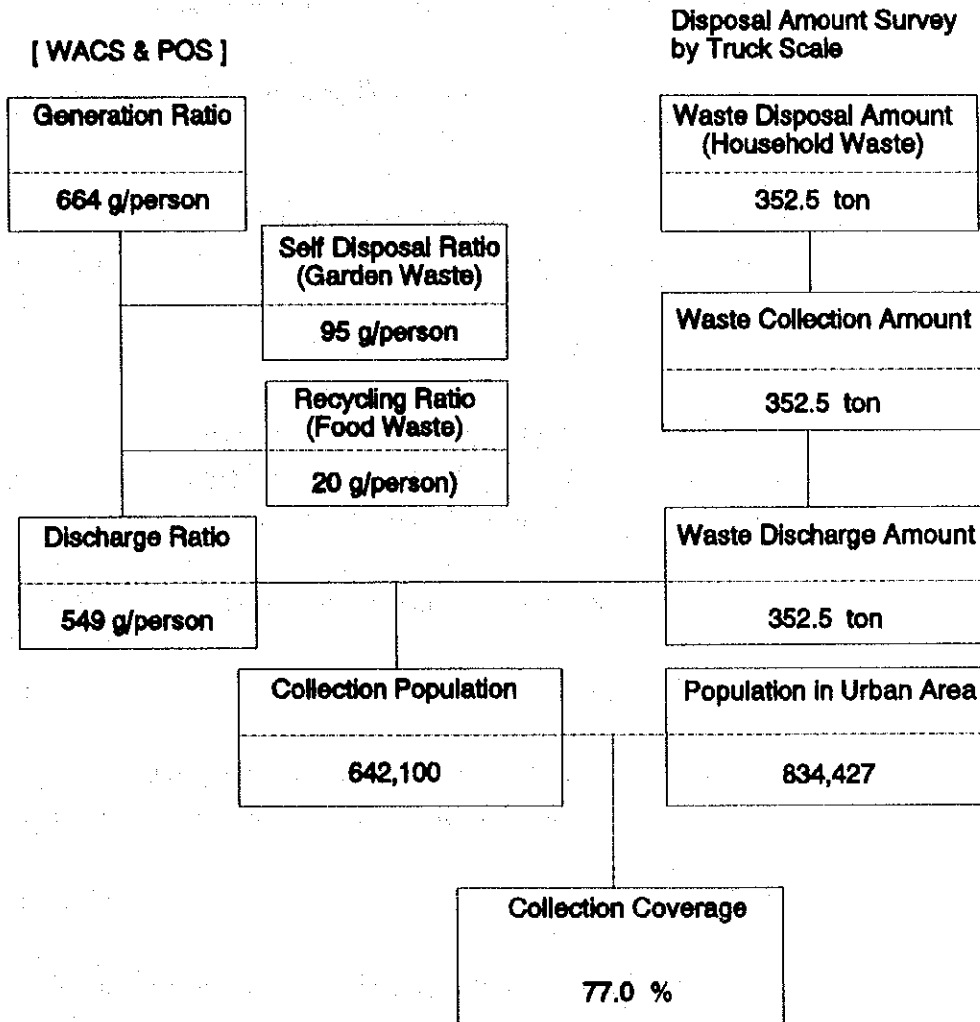 [ WACS & POS ]
Disposal Amount Survey
by Truck Scale
Generation Ratio
664 g/person
Waste Disposal Amount
(Household Waste)
352.5 ton
Self Disposal Ratio
(Garden Waste)
95 g/person
Waste Collection Amount
352.5 ton
Recycling Ratio
(Food Waste)
20 g/person)
Discharge Ratio
549 g/person
Waste Discharge Amount
352.5 ton
Collection Population
642,100
Population in Urban Area
834,427
Collection Coverage
77.0 %